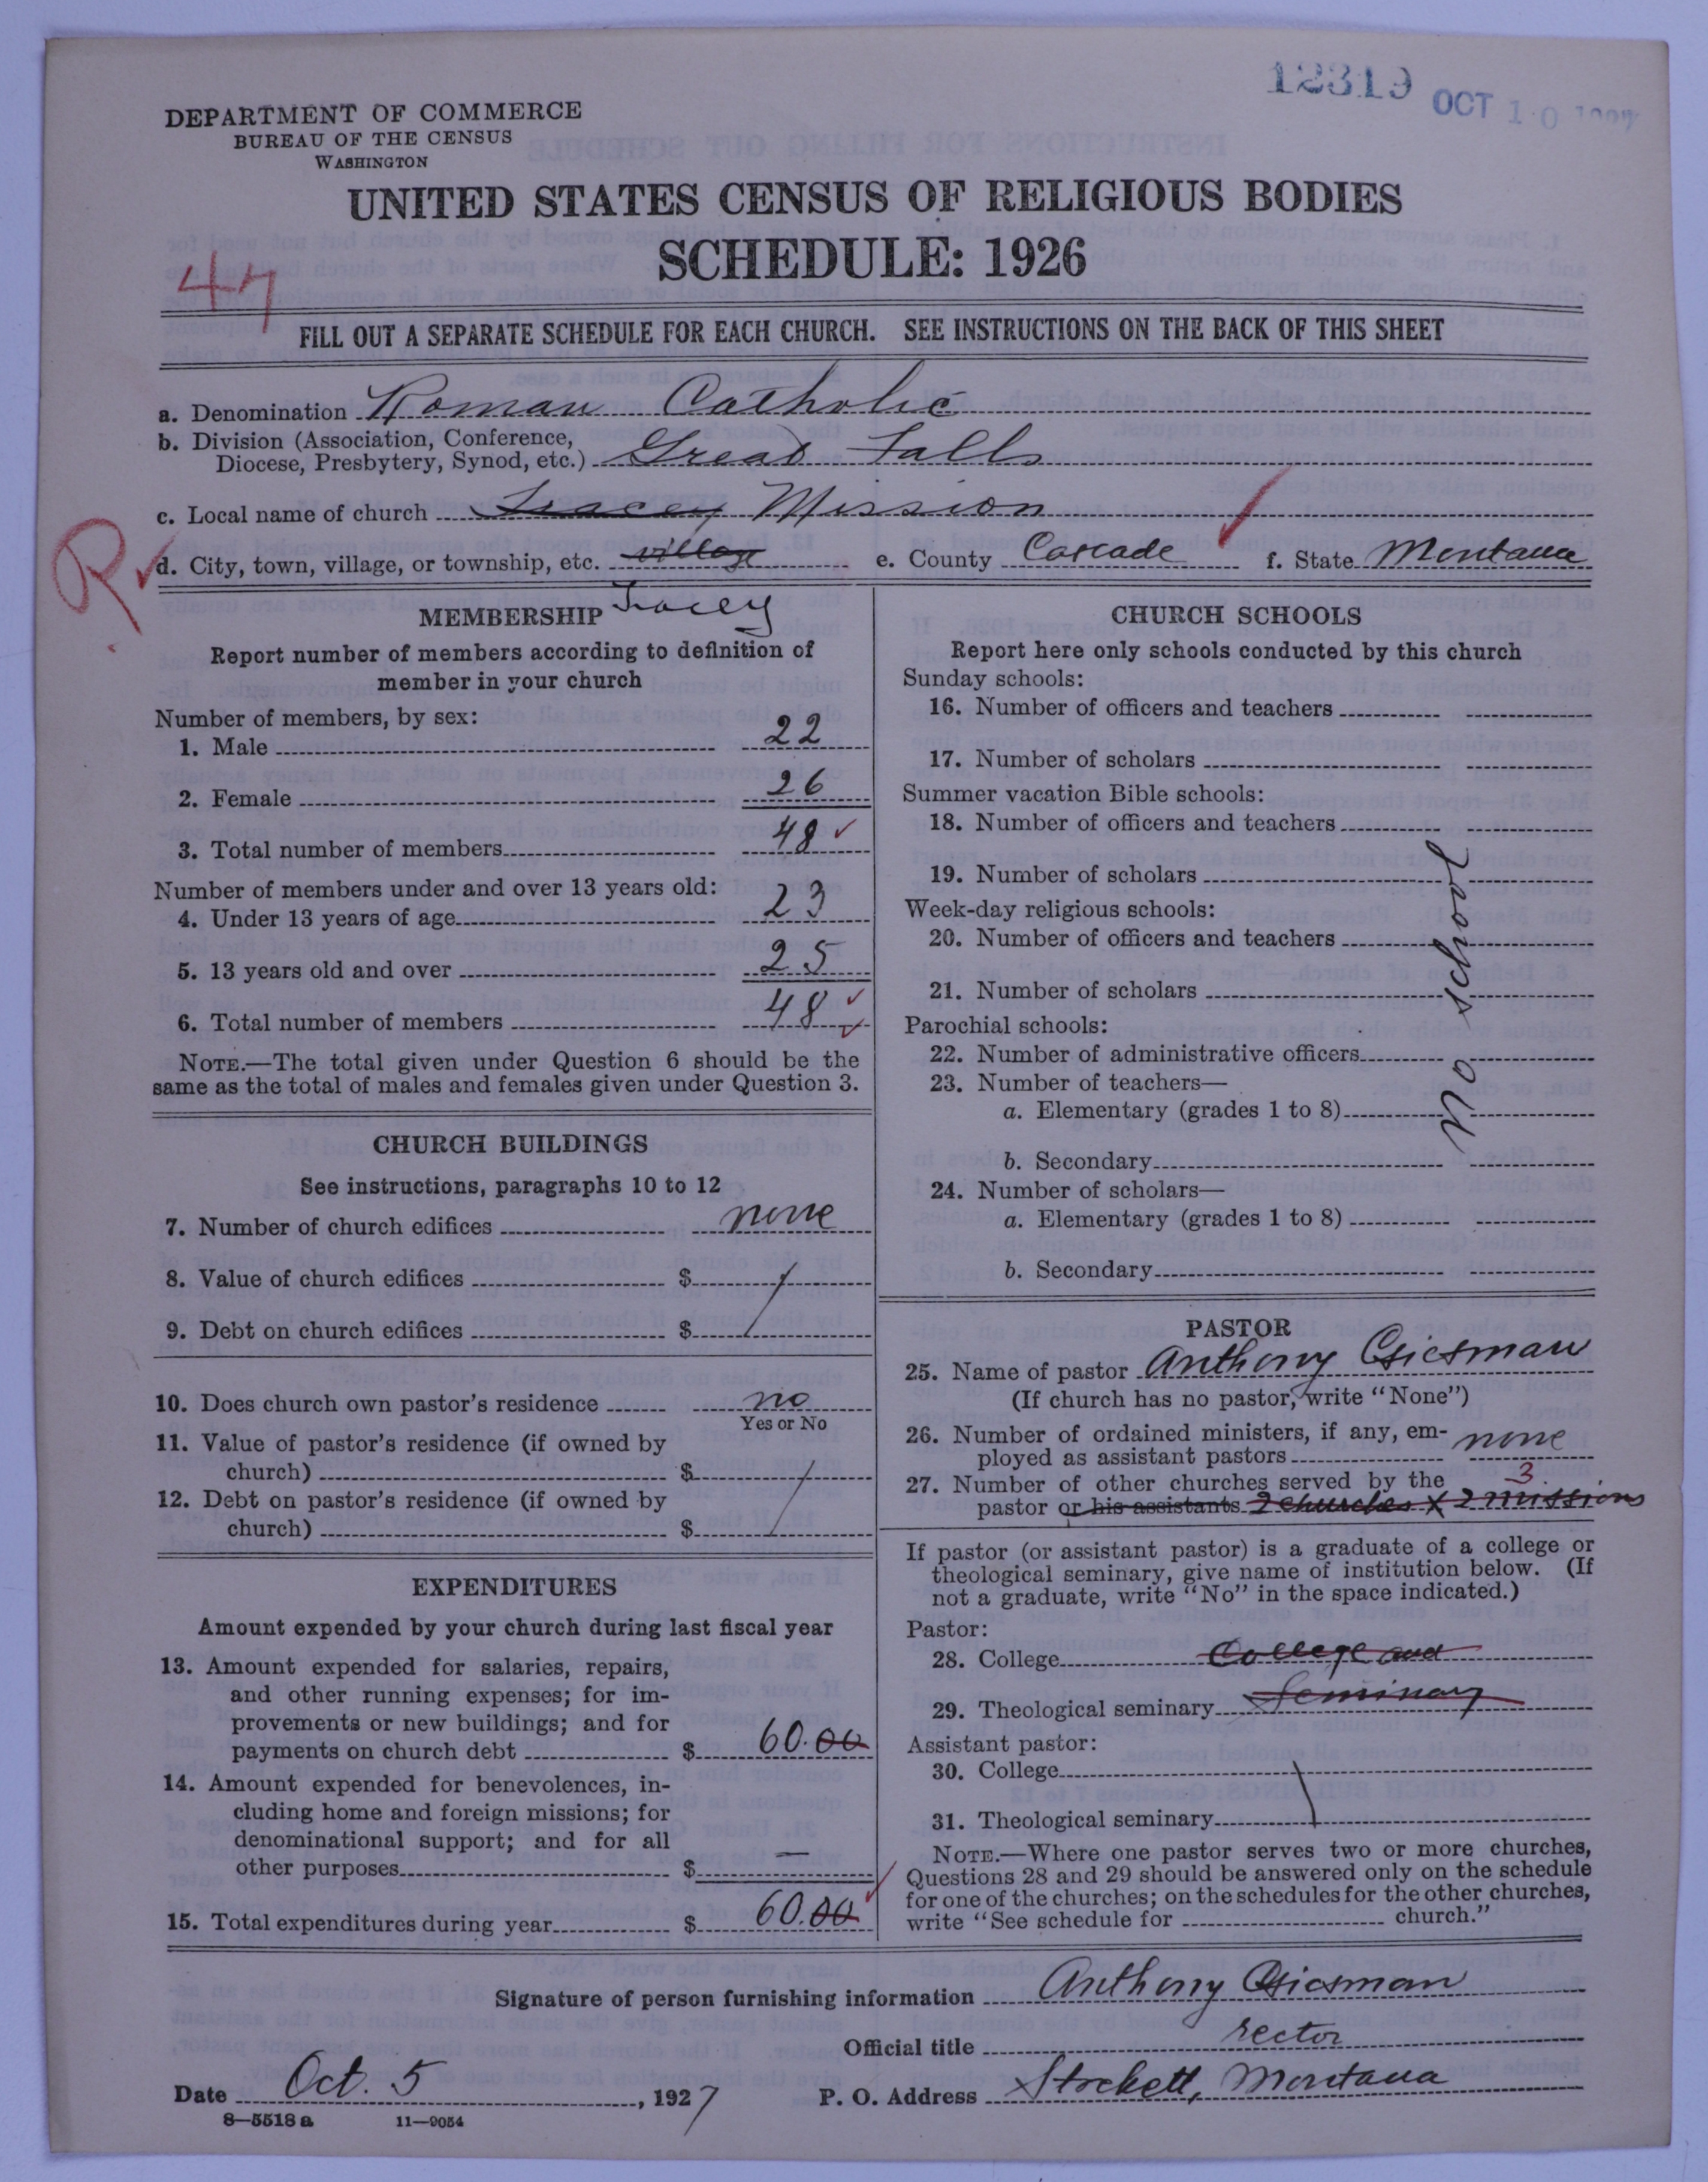 12319
OCT 10 1927
DEPARTMENT OF COMMERCE
BUREAU OF THE CENSUS
WASHINGTON
UNITED STATES CENSUS OF RELIGIOUS BODIES
SCHEDULE: 1926
47
FILL OUT A SEPARATE SCHEDULE FOR EACH CHURCH. SEE INSTRUCTIONS ON THE BACK OF THIS SHEET
a. Denomination Roman Catholic
b. Division (Association, Conference,
Diocese, Presbytery, Synod, etc.) Great Falls
c. Local name of church Tracey Mission
R
d. City, town, village, or township, etc. village e. County Cascade f. State Montana
Tracey
MEMBERSHIP
Report number of members according to definition of
member in your church
Number of members, by sex:
1. Male 22
2. Female 26
3. Total number of members 48
Number of members under and over 13 years old:
4. Under 13 years of age 23
5. 13 years old and over 25
6. Total number of members 48
NOTE.—The total given under Question 6 should be the
same as the total of males and females given under Question 3.
CHURCH BUILDINGS
See instructions, paragraphs 10 to 12
7. Number of church edifices none
8. Value of church edifices $
9. Debt on church edifices $
10. Does church own pastor's residence no
Yes or No
11. Value of pastor's residence (if owned by
church) $
12. Debt on pastor's residence (if owned by
church) $
EXPENDITURES
Amount expended by your church during last fiscal year
13. Amount expended for salaries, repairs,
and other running expenses; for im-
provements or new buildings; and for
payments on church debt $ 60.00
14. Amount expended for benevolences, in-
cluding home and foreign missions; for
denominational support; and for all
other purposes $ —
15. Total expenditures during year $ 60.00
CHURCH SCHOOLS
Report here only schools conducted by this church
Sunday schools:
16. Number of officers and teachers
17. Number of scholars
Summer vacation Bible schools:
18. Number of officers and teachers
19. Number of scholars
Week-day religious schools:
20. Number of officers and teachers
21. Number of scholars
Parochial schools:
22. Number of administrative officers
23. Number of teachers—
a. Elementary (grades 1 to 8)
b. Secondary
24. Number of scholars—
a. Elementary (grades 1 to 8)
b. Secondary
No school
PASTOR
25. Name of pastor Anthony
(If church has no pastor, write "None")
26. Number of ordained ministers, if any, em-
ployed as assistant pastors none
27. Number of other churches served by the 3
pastor or his assistants 2 churches X 2 missions
If pastor (or assistant pastor) is a graduate of a college or
theological seminary, give name of institution below. (If
not a graduate, write "No" in the space indicated.)
Pastor:
28. College College and
29. Theological seminary Seminary
Assistant pastor:
30. College
31. Theological seminary
NOTE.—Where one pastor serves two or more churches,
Questions 28 and 29 should be answered only on the schedule
for one of the churches; on the schedules for the other churches,
write "See schedule for church."
Signature of person furnishing information Anthony
Official title rector
Date Oct. 5, 1927 P. O. Address Stockett, Montana
8—5518 a 11—9054